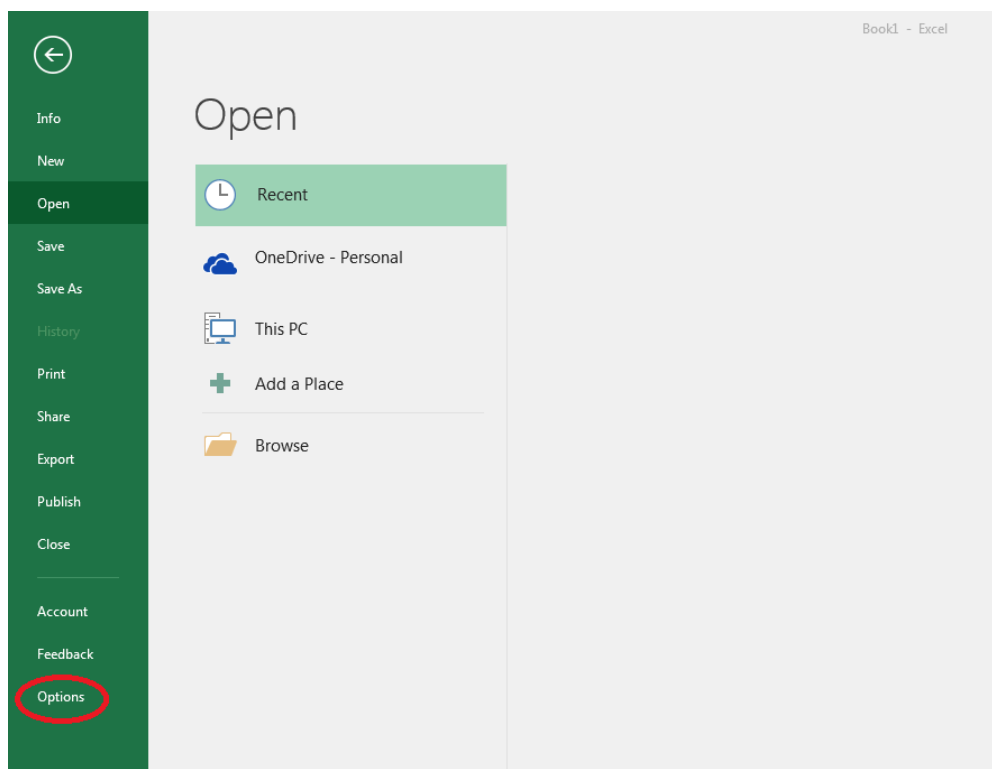 Book1 - Excel
Info
New
Open
Save
Save As
History
Print
Share
Export
Publish
Close
Account
Feedback
Options
Open
Recent
OneDrive - Personal
This PC
Add a Place
Browse